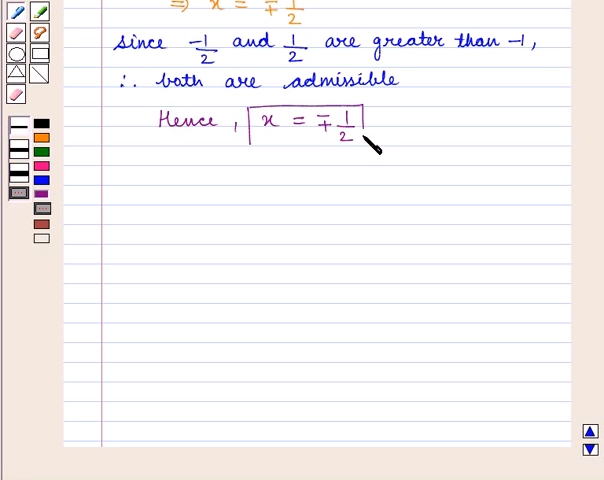 ⇒ x = ∓ 1/2
since -1/2 and 1/2 are greater than -1,
∴ both are admissible
Hence, x = ∓ 1/2